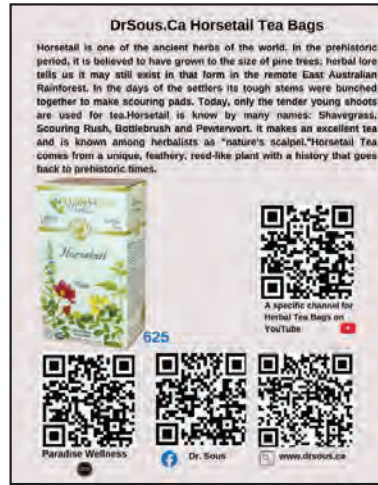 DrSous.Ca Horsetail Tea Bags
Horsetail is one of the ancient herbs of the world. In the prehistoric
period, it is believed to have grown to the size of pine trees; herbal lore
tells us it may still exist in that form in the remote East Australian
Rainforest. In the days of the settlers its tough stems were bunched
together to make scouring pads. Today, only the tender young shoots
are used for tea.Horsetail is know by many names: Shavegrass,
Scouring Rush, Bottlebrush and Pewterwort. It makes an excellent tea
and is known among herbalists as "nature's scalpel."Horsetail Tea
comes from a unique, feathery, reed-like plant with a history that goes
back to prehistoric times.
Horsetail
625
A specific channel for
Herbal Tea Bags on
YouTube
Paradise Wellness
Dr. Sous
www.drsous.ca